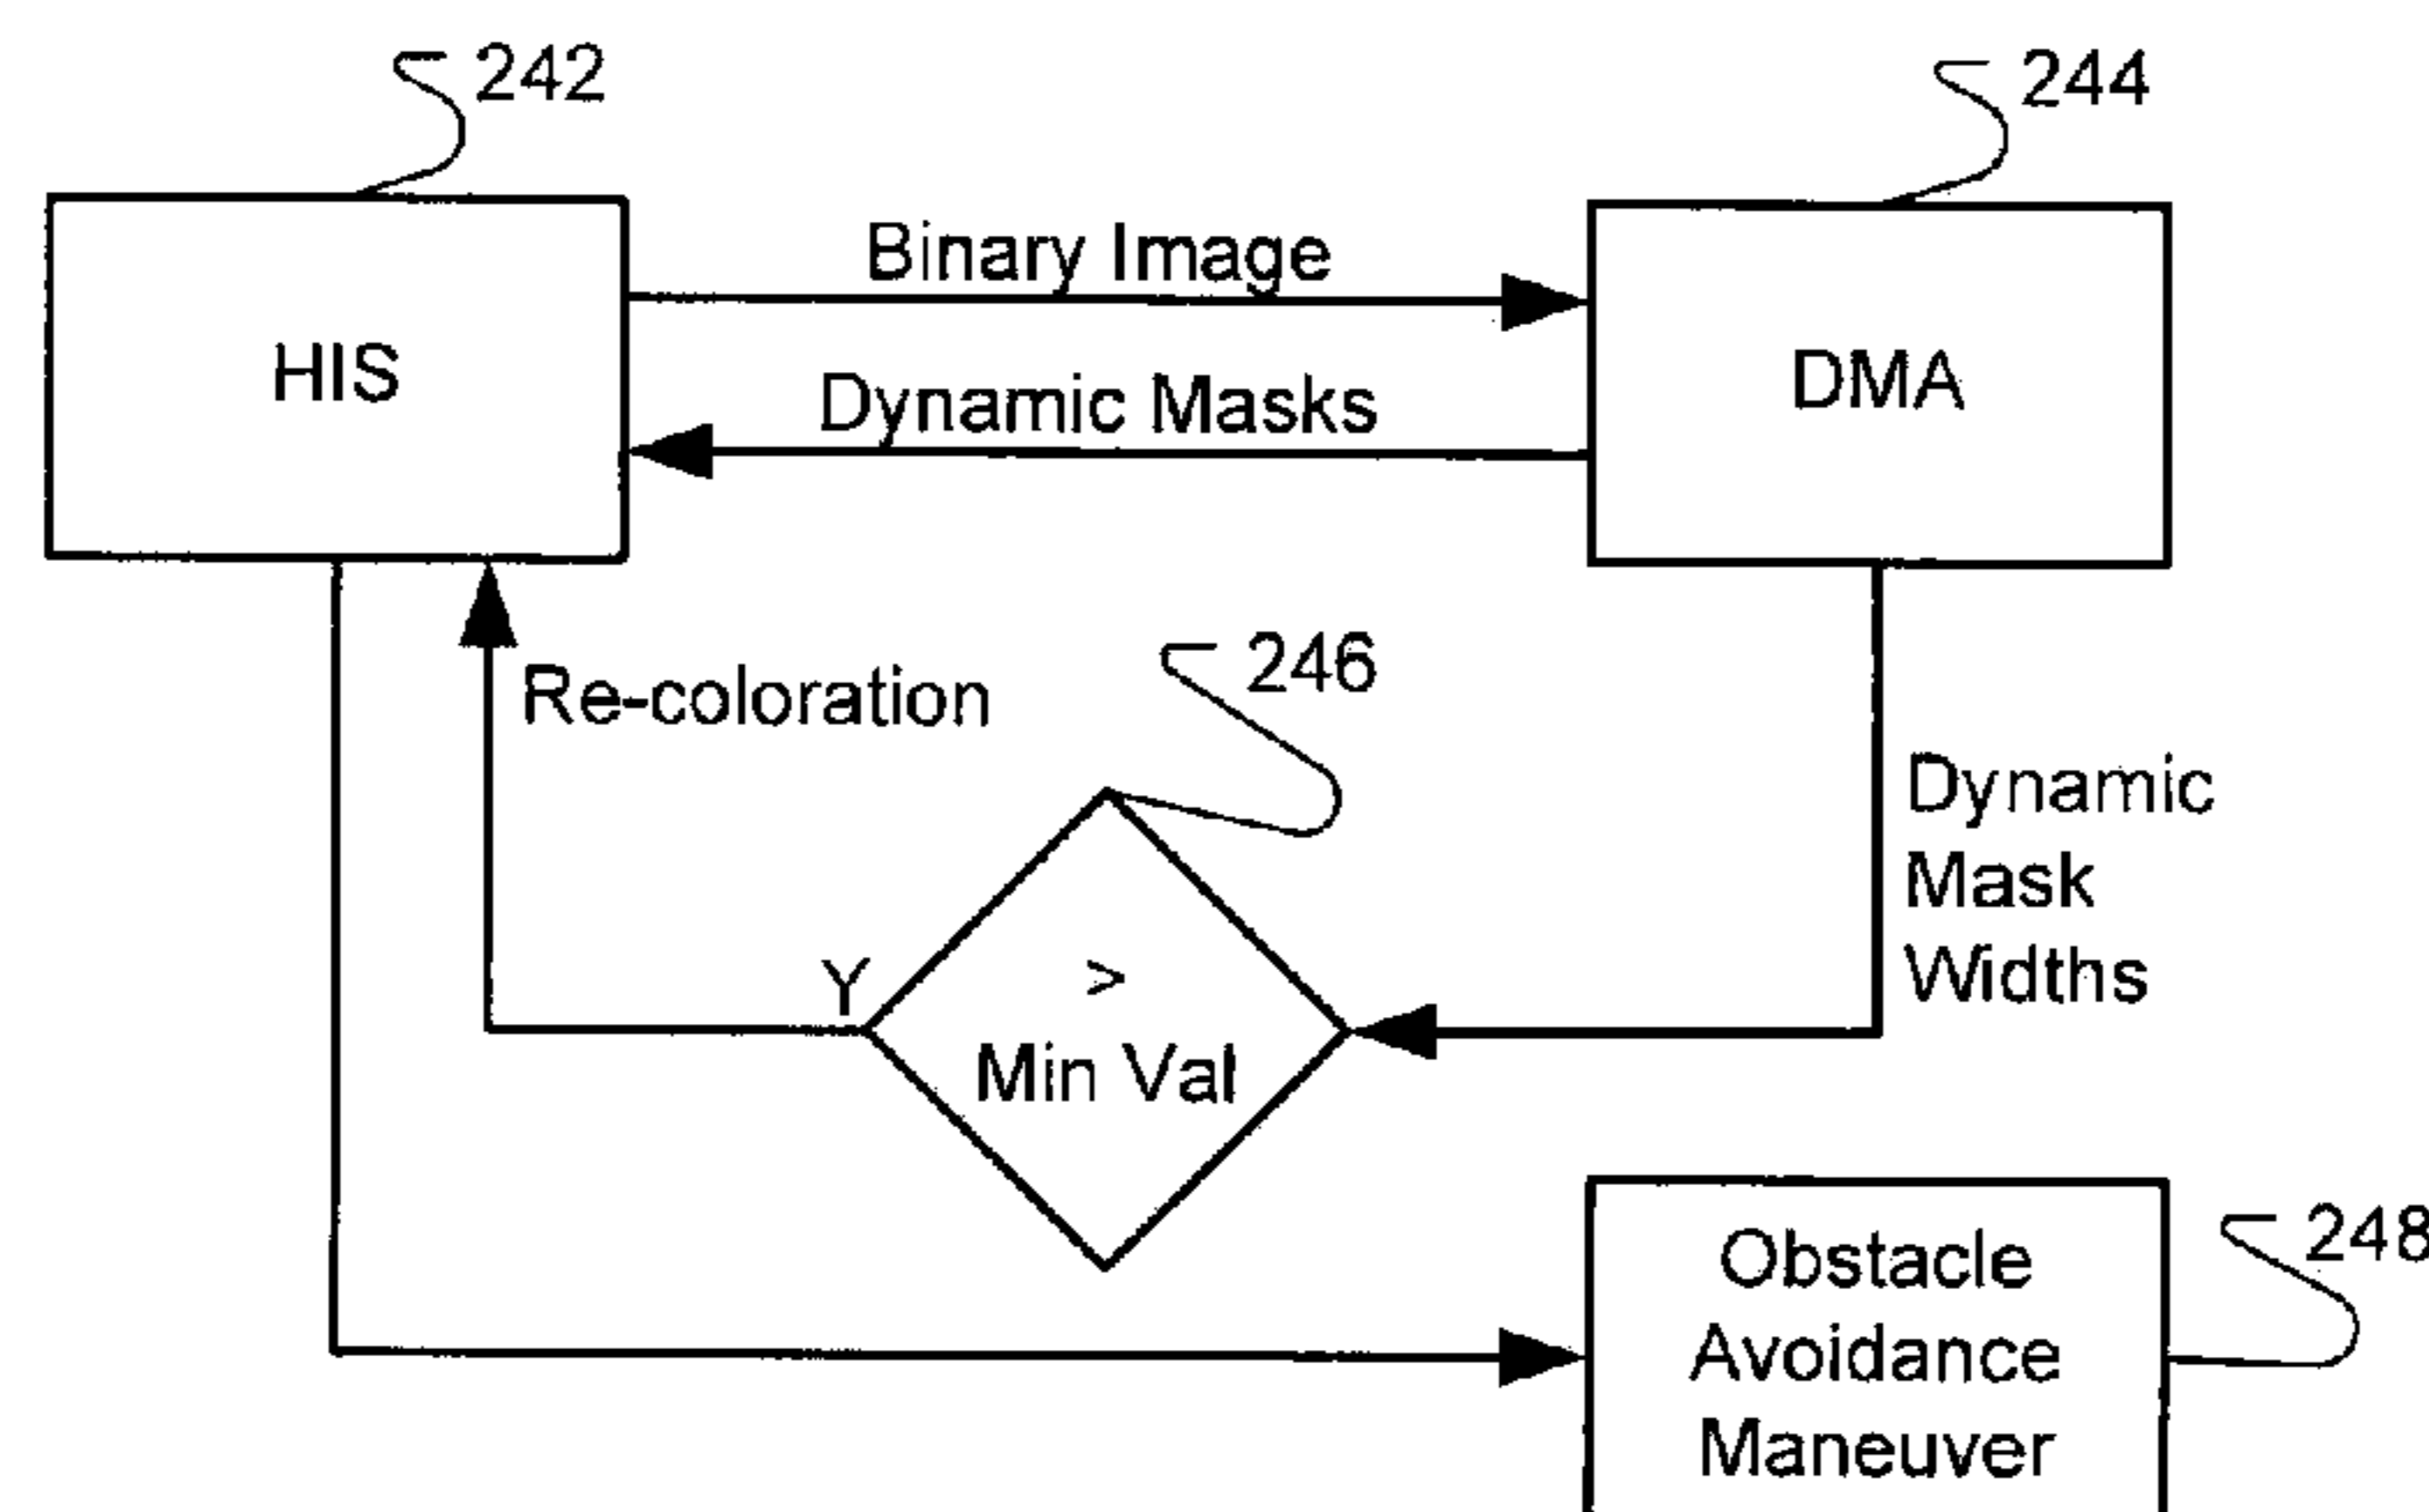 242
244
Binary Image
HIS
DMA
Dynamic Masks
246
Re-coloration
Dynamic
Mask
Widths
Y
>
Min Val
248
Obstacle
Avoidance
Maneuver